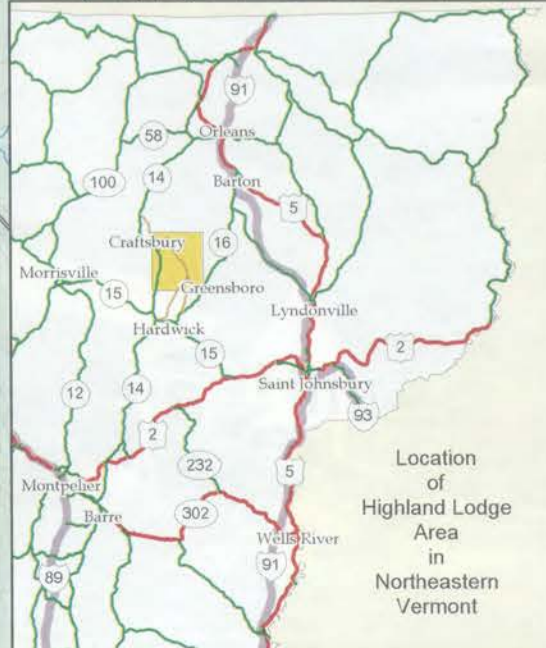 91
58
Orleans
100
14
Barton
5
Craftsbury
16
Morrisville
Greensboro
15
Lyndonville
Hardwick
15
2
Saint Johnsbury
12
14
93
2
232
5
Montpelier
302
Barre
Wells River
91
89
Location
of
Highland Lodge
Area
in
Northeastern
Vermont